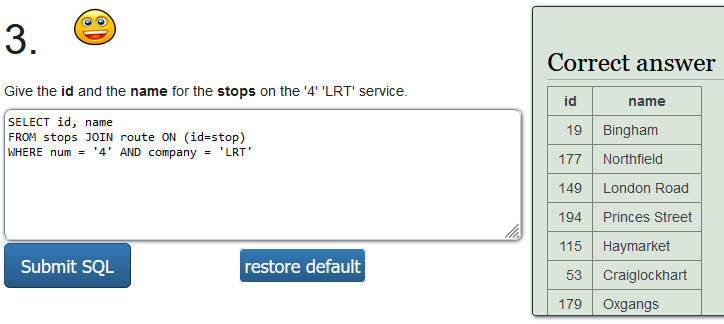 3.
Give the id and the name for the stops on the '4' 'LRT' service.
SELECT id, name
FROM stops JOIN route ON (id=stop)
WHERE num = '4' AND company = 'LRT'
Submit SQL
restore default
Correct answer
id name
19 Bingham
177 Northfield
149 London Road
194 Princes Street
115 Haymarket
53 Craiglockhart
179 Oxgangs